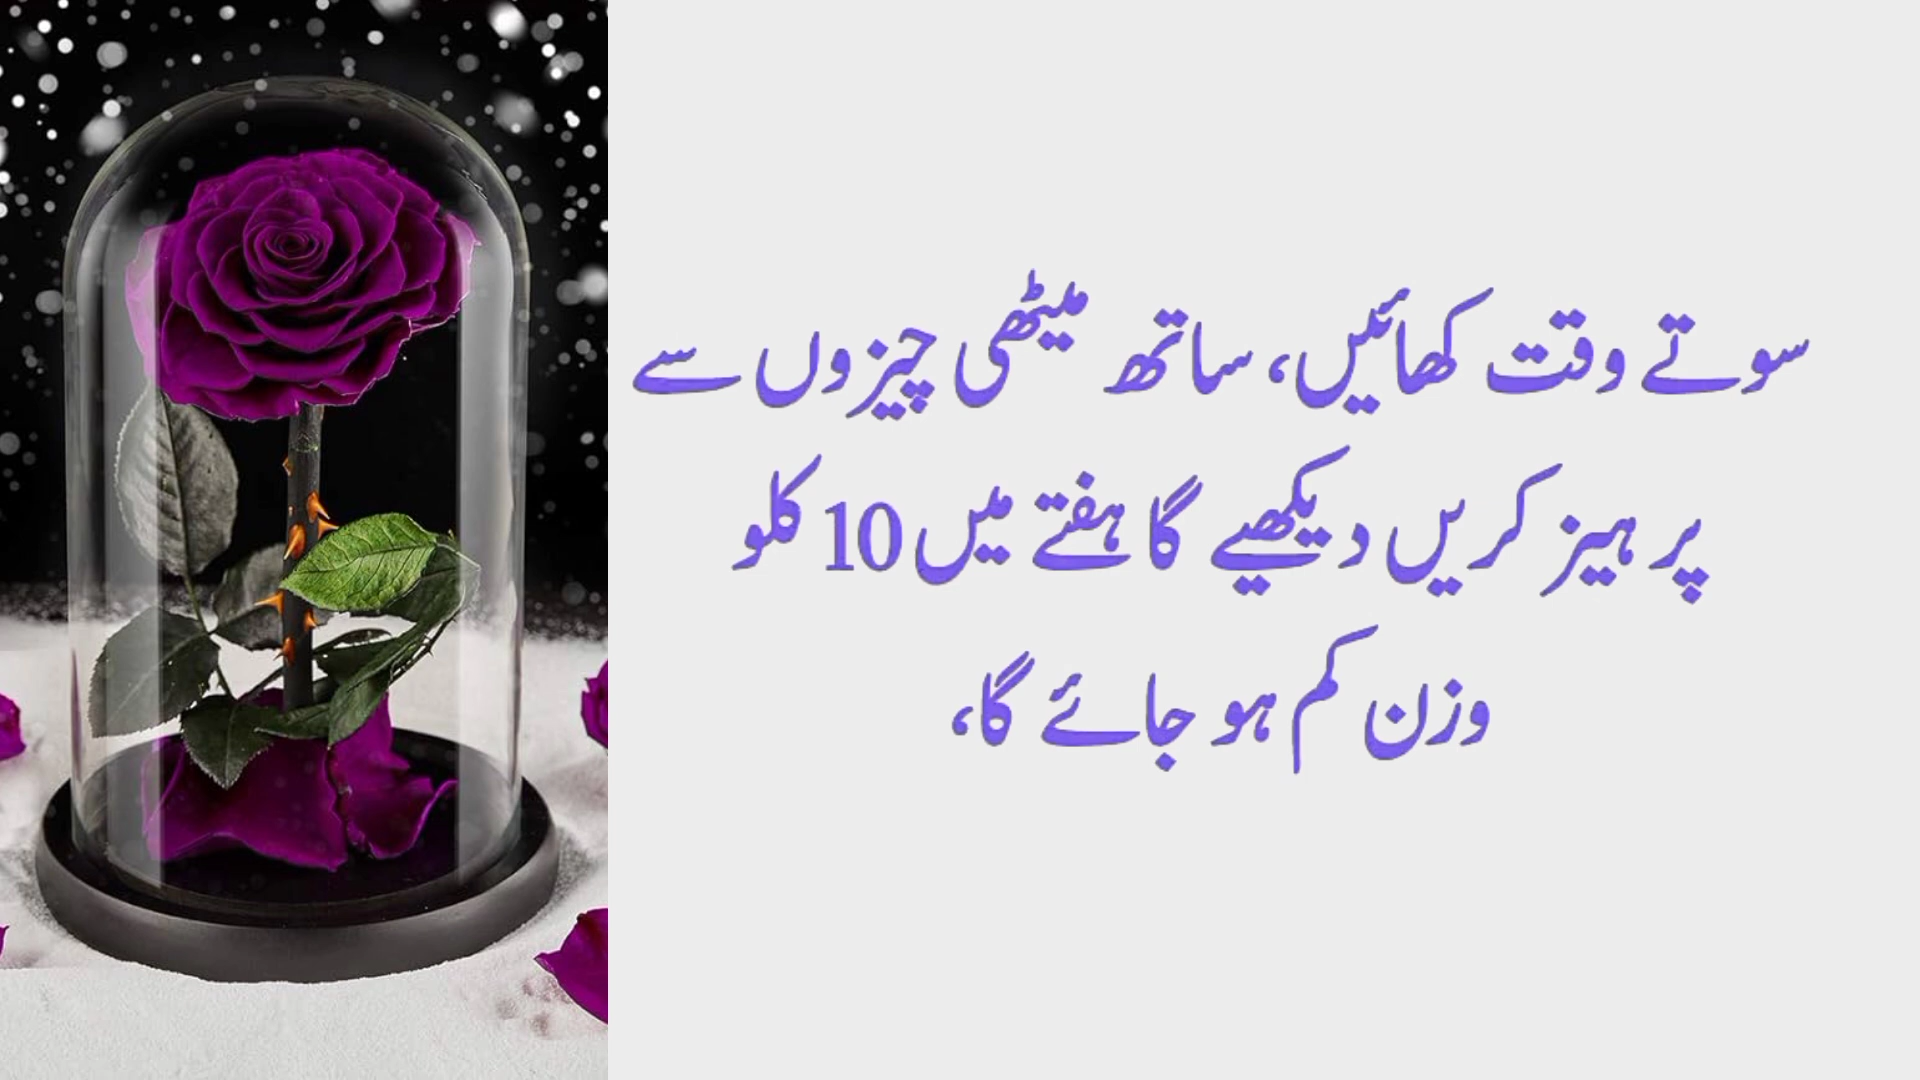 سوتے وقت کھائیں، ساتھ میٹھی چیزوں سے
پرہیز کریں دیکھیے گا ہفتے میں 10 کلو
وزن کم ہو جائے گا،